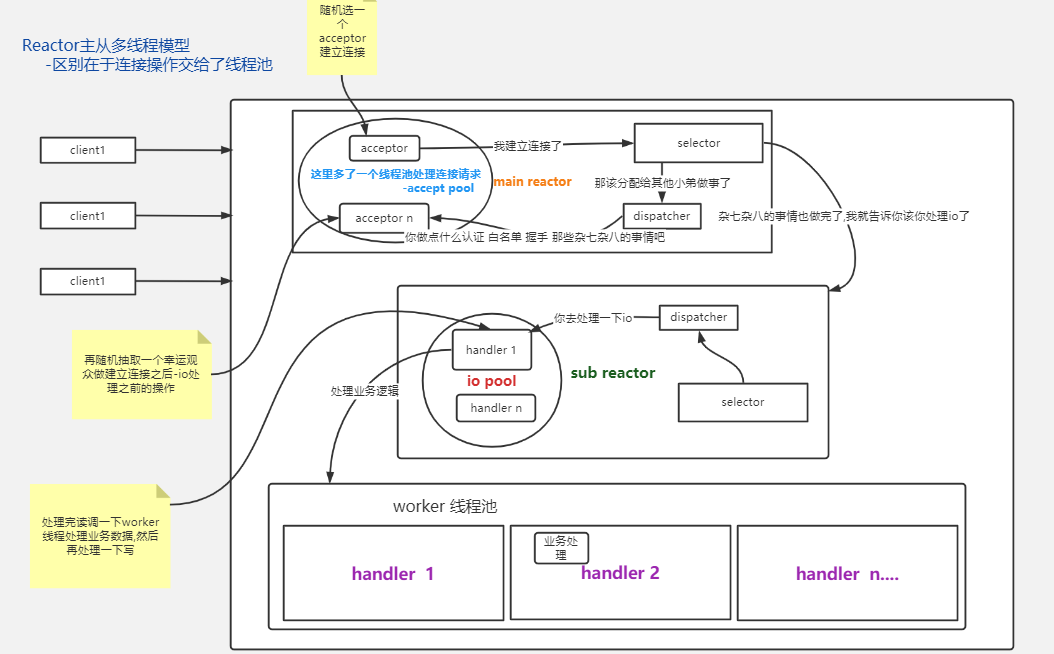 随机选一
个
acceptor
建立连接
Reactor主从多线程模型
-区别在于连接操作交给了线程池
client1
client1
client1
acceptor
我建立连接了
selector
这里多了一个线程池处理连接请求
-accept pool
main reactor
那该分配给其他小弟做事了
acceptor n
dispatcher
杂七杂八的事情也做完了,我就告诉你该你处理io了
你做点什么认证 白名单 握手 那些杂七杂八的事情吧
再随机抽取一个幸运观
众做建立连接之后-io处
理之前的操作
你去处理一下io
dispatcher
handler 1
io pool
sub reactor
处理业务逻辑
handler n
selector
处理完读调一下worker
线程处理业务数据,然后
再处理一下写
worker 线程池
业务处
理
handler 1
handler 2
handler n....